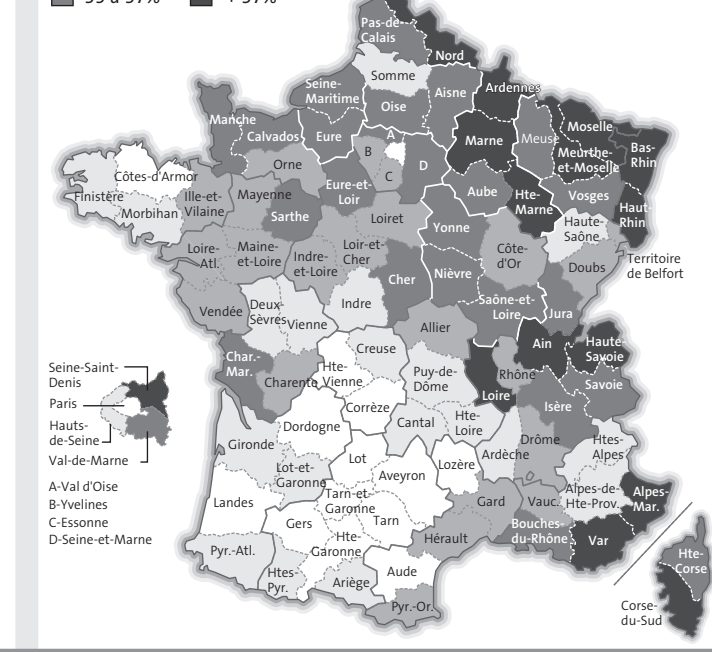 Pas-de-
Calais
Nord
Somme
Seine-
Maritime
Oise
Aisne
Ardennes
Manche
Calvados
Eure
A
B
C
D
Marne
Meuse
Moselle
Meurthe-
et-Moselle
Bas-
Rhin
Orne
Côtes-d'Armor
Finistère
Morbihan
Ille-et-
Vilaine
Mayenne
Sarthe
Eure-et-
Loir
Aube
Hte-
Marne
Vosges
Haut-
Rhin
Loiret
Yonne
Haute-
Saône
Loire-
Atl.
Maine-
et-Loire
Indre-
et-Loire
Loir-et-
Cher
Cher
Nièvre
Côte-
d'Or
Doubs
Territoire
de Belfort
Vendée
Deux-
Sèvres
Vienne
Indre
Saône-et-
Loire
Jura
Allier
Creuse
Ain
Haute-
Savoie
Char.-
Mar.
Charente
Hte-
Vienne
Puy-de-
Dôme
Loire
Rhône
Savoie
Isère
Seine-Saint-
Denis
Paris
Hauts-
de-Seine
Val-de-Marne
A-Val d'Oise
B-Yvelines
C-Essonne
D-Seine-et-Marne
Corrèze
Dordogne
Cantal
Hte-
Loire
Ardèche
Drôme
Htes-
Alpes
Gironde
Lot-et-
Garonne
Lot
Aveyron
Lozère
Landes
Tarn-et-
Garonne
Gers
Tarn
Gard
Vauc.
Alpes-de-
Hte-Prov.
Alpes-
Mar.
Bouches-
du-Rhône
Var
Hérault
Hte-
Garonne
Pyr.-Atl.
Htes-
Pyr.
Ariège
Aude
Pyr.-Or.
Hte-
Corse
Corse-
du-Sud